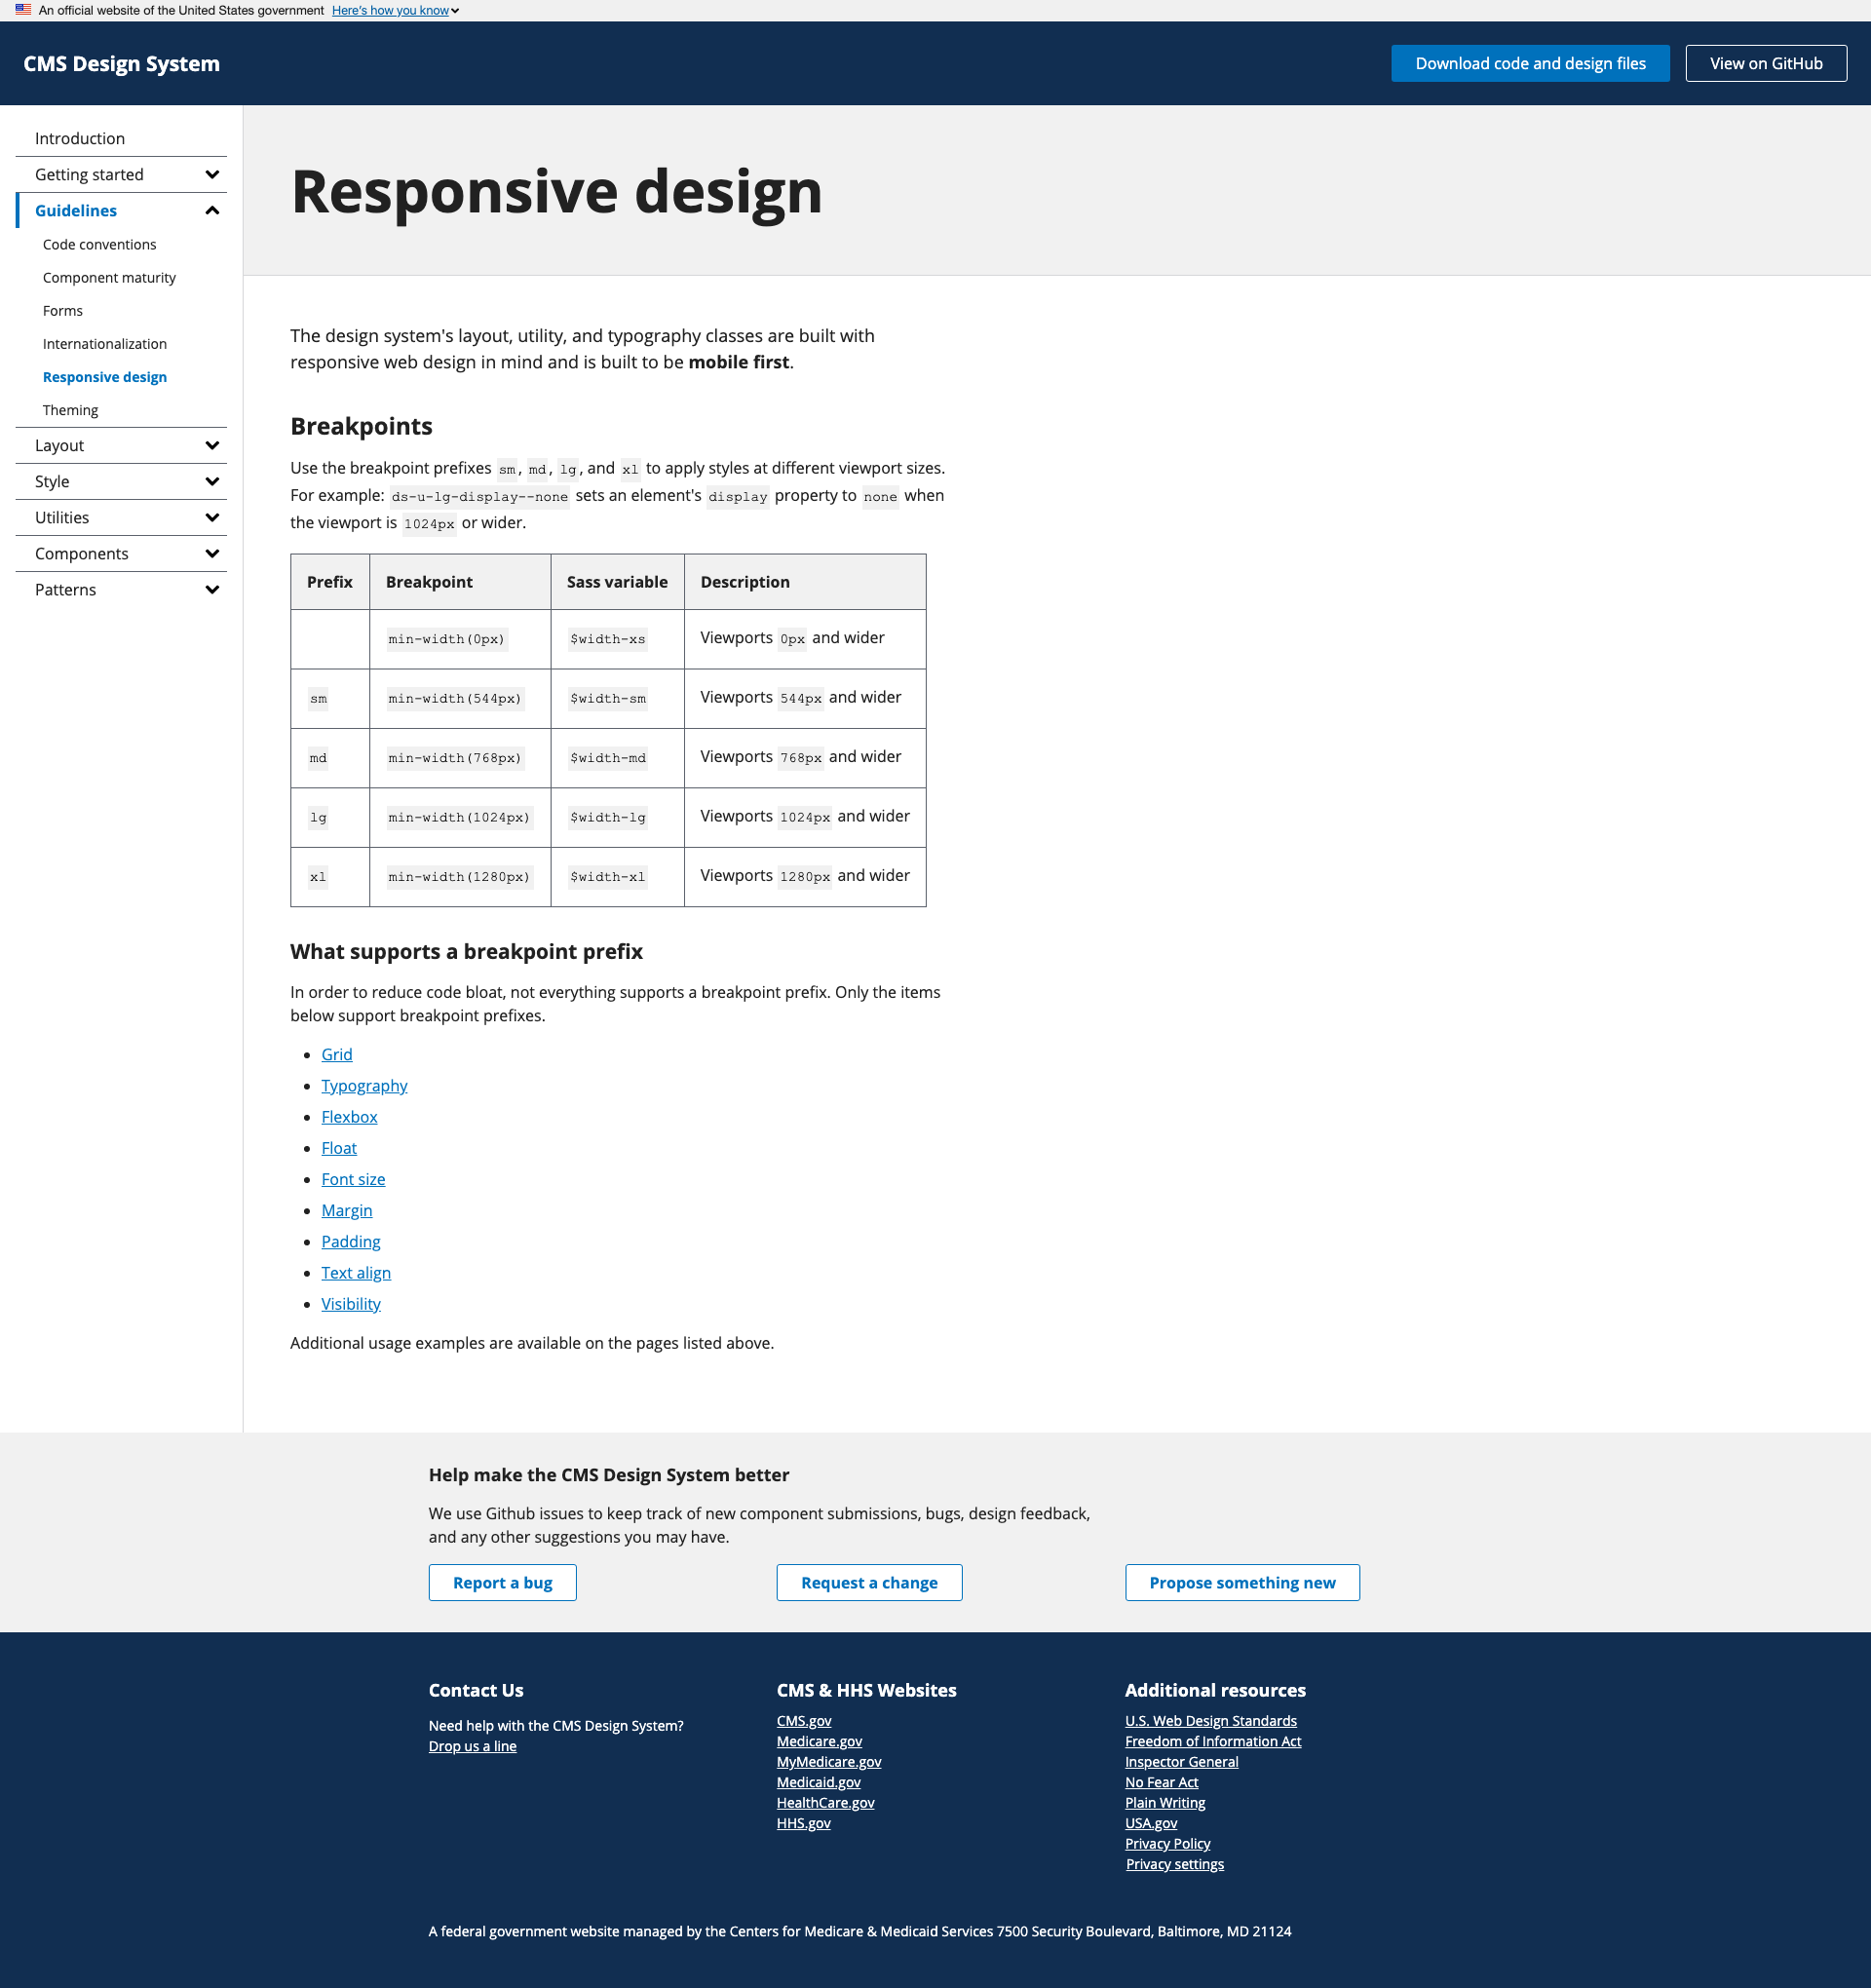 An official website of the United States government Here's how you know
CMS Design System
Download code and design files
View on GitHub
Introduction
Getting started
Guidelines
Code conventions
Component maturity
Forms
Internationalization
Responsive design
Theming
Layout
Style
Utilities
Components
Patterns
Responsive design
The design system's layout, utility, and typography classes are built with
responsive web design in mind and is built to be mobile first.
Breakpoints
Use the breakpoint prefixes sm, md, lg, and xl to apply styles at different viewport sizes.
For example: ds-u-lg-display--none sets an element's display property to none when
the viewport is 1024px or wider.
Prefix Breakpoint Sass variable Description
min-width(0px) $width-xs Viewports 0px and wider
sm min-width(544px) $width-sm Viewports 544px and wider
md min-width(768px) $width-md Viewports 768px and wider
lg min-width(1024px) $width-lg Viewports 1024px and wider
xl min-width(1280px) $width-xl Viewports 1280px and wider
What supports a breakpoint prefix
In order to reduce code bloat, not everything supports a breakpoint prefix. Only the items
below support breakpoint prefixes.
Grid
Typography
Flexbox
Float
Font size
Margin
Padding
Text align
Visibility
Additional usage examples are available on the pages listed above.
Help make the CMS Design System better
We use Github issues to keep track of new component submissions, bugs, design feedback,
and any other suggestions you may have.
Report a bug
Request a change
Propose something new
Contact Us
Need help with the CMS Design System?
Drop us a line
CMS & HHS Websites
CMS.gov
Medicare.gov
MyMedicare.gov
Medicaid.gov
HealthCare.gov
HHS.gov
Additional resources
U.S. Web Design Standards
Freedom of Information Act
Inspector General
No Fear Act
Plain Writing
USA.gov
Privacy Policy
Privacy settings
A federal government website managed by the Centers for Medicare & Medicaid Services 7500 Security Boulevard, Baltimore, MD 21124